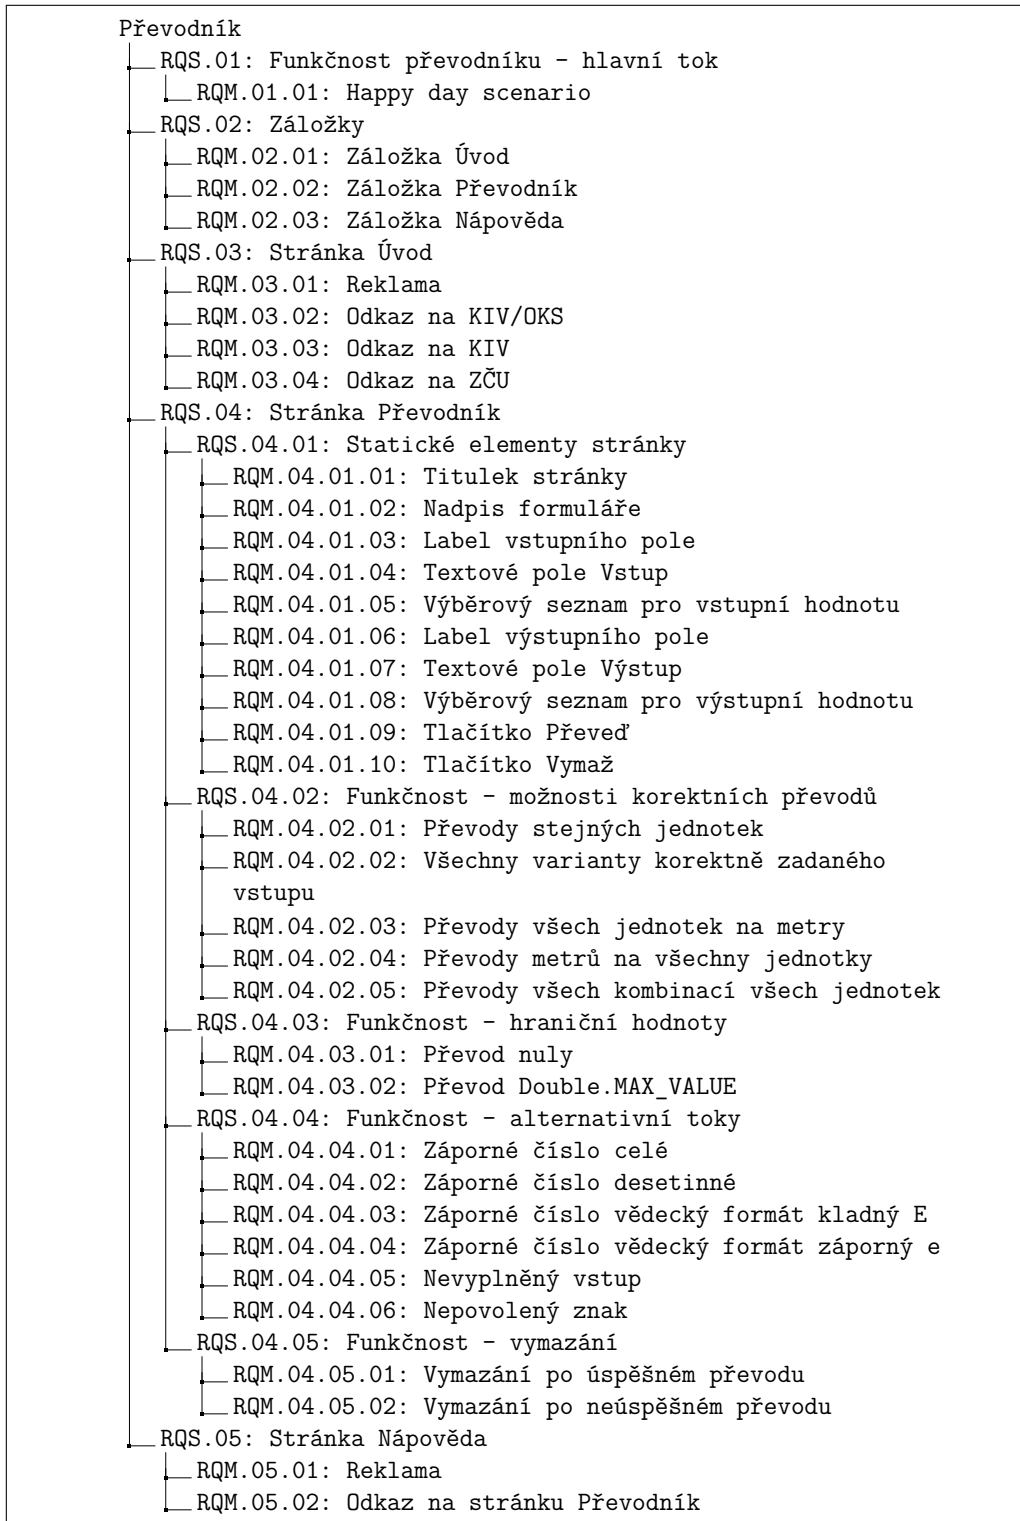 Převodník
RQS.01: Funkčnost převodníku - hlavní tok
RQM.01.01: Happy day scenario
RQS.02: Záložky
RQM.02.01: Záložka Úvod
RQM.02.02: Záložka Převodník
RQM.02.03: Záložka Nápověda
RQS.03: Stránka Úvod
RQM.03.01: Reklama
RQM.03.02: Odkaz na KIV/OKS
RQM.03.03: Odkaz na KIV
RQM.03.04: Odkaz na ZČU
RQS.04: Stránka Převodník
RQS.04.01: Statické elementy stránky
RQM.04.01.01: Titulek stránky
RQM.04.01.02: Nadpis formuláře
RQM.04.01.03: Label vstupního pole
RQM.04.01.04: Textové pole Vstup
RQM.04.01.05: Výběrový seznam pro vstupní hodnotu
RQM.04.01.06: Label výstupního pole
RQM.04.01.07: Textové pole Výstup
RQM.04.01.08: Výběrový seznam pro výstupní hodnotu
RQM.04.01.09: Tlačítko Převeď
RQM.04.01.10: Tlačítko Vymaž
RQS.04.02: Funkčnost - možnosti korektních převodů
RQM.04.02.01: Převody stejných jednotek
RQM.04.02.02: Všechny varianty korektně zadaného
vstupu
RQM.04.02.03: Převody všech jednotek na metry
RQM.04.02.04: Převody metrů na všechny jednotky
RQM.04.02.05: Převody všech kombinací všech jednotek
RQS.04.03: Funkčnost - hraniční hodnoty
RQM.04.03.01: Převod nuly
RQM.04.03.02: Převod Double.MAX_VALUE
RQS.04.04: Funkčnost - alternativní toky
RQM.04.04.01: Záporné číslo celé
RQM.04.04.02: Záporné číslo desetinné
RQM.04.04.03: Záporné číslo vědecký formát kladný E
RQM.04.04.04: Záporné číslo vědecký formát záporný e
RQM.04.04.05: Nevyplněný vstup
RQM.04.04.06: Nepovolený znak
RQS.04.05: Funkčnost - vymazání
RQM.04.05.01: Vymazání po úspěšném převodu
RQM.04.05.02: Vymazání po neúspěšném převodu
RQS.05: Stránka Nápověda
RQM.05.01: Reklama
RQM.05.02: Odkaz na stránku Převodník